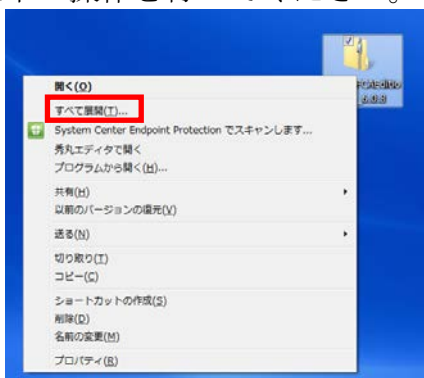 開く(O)
すべて展開(T)...
System Center Endpoint Protection でスキャンします...
秀丸エディタで開く
プログラムから開く(H)...
共有(H)
以前のバージョンの復元(V)
送る(N)
切り取り(T)
コピー(C)
ショートカットの作成(S)
削除(D)
名前の変更(M)
プロパティ(R)